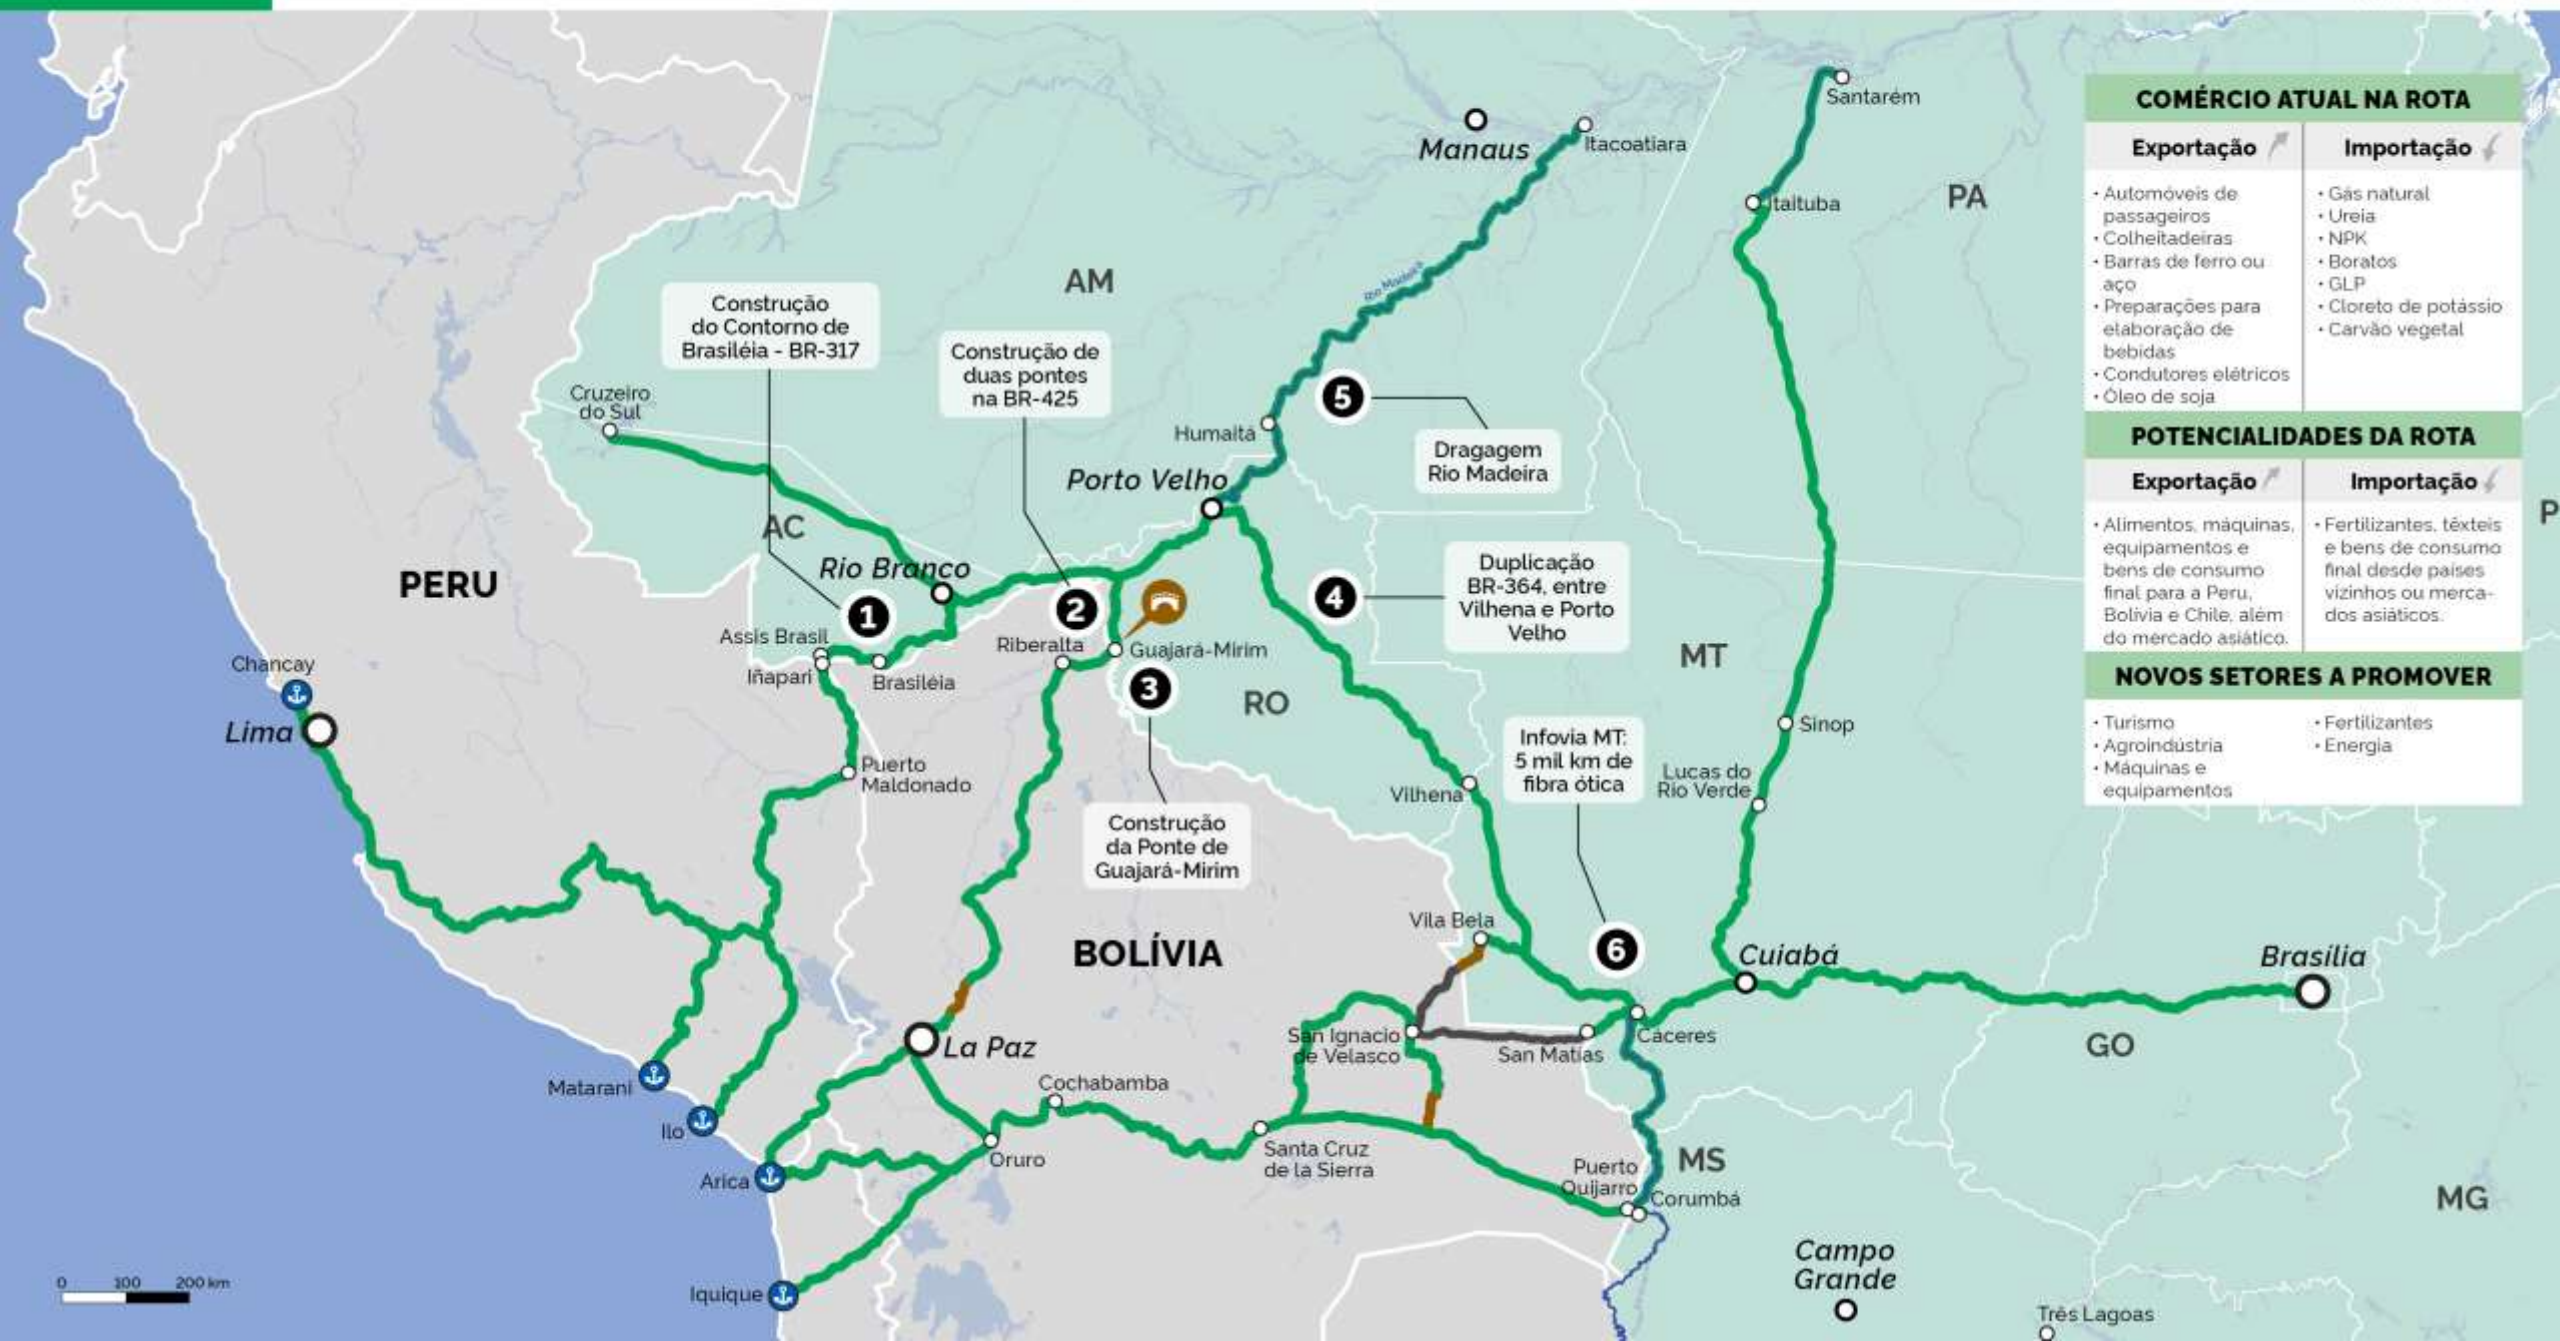 Santarém
Manaus
Itacoatiara
Itaituba
PA
AM
Rio Madeira
Construção
do Contorno de
Brasiléia - BR-317
Construção de
duas pontes
na BR-425
Cruzeiro
do Sul
5
Humaitá
Dragagem
Rio Madeira
Porto Velho
AC
Rio Branco
PERU
1
2
4
Duplicação
BR-364, entre
Vilhena e Porto
Velho
Assis Brasil
Iñapari
Brasiléia
Riberalta
Guajará-Mirim
3
RO
MT
Chancay
Lima
Puerto
Maldonado
Construção
da Ponte de
Guajará-Mirim
Vilhena
Infovia MT:
5 mil km de
fibra ótica
Sinop
Lucas do
Rio Verde
Vila Bela
6
BOLÍVIA
Cuiabá
Brasília
La Paz
San Ignacio
de Velasco
San Matías
Cáceres
GO
Matarani
Ilo
Cochabamba
Oruro
Santa Cruz
de la Sierra
Arica
Puerto
Quijarro
Corumbá
MS
MG
Iquique
Campo
Grande
Três Lagoas
0 100 200 km
COMÉRCIO ATUAL NA ROTA
Exportação
• Automóveis de
passageiros
• Colheitadeiras
• Barras de ferro ou
aço
• Preparações para
elaboração de
bebidas
• Condutores elétricos
• Óleo de soja
Importação
• Gás natural
• Ureia
• NPK
• Boratos
• GLP
• Cloreto de potássio
• Carvão vegetal
POTENCIALIDADES DA ROTA
Exportação
• Alimentos, máquinas,
equipamentos e
bens de consumo
final para a Peru,
Bolívia e Chile, além
do mercado asiático.
Importação
• Fertilizantes, têxteis
e bens de consumo
final desde países
vizinhos ou merca-
dos asiáticos.
NOVOS SETORES A PROMOVER
• Turismo
• Agroindústria
• Máquinas e
equipamentos
• Fertilizantes
• Energia
P